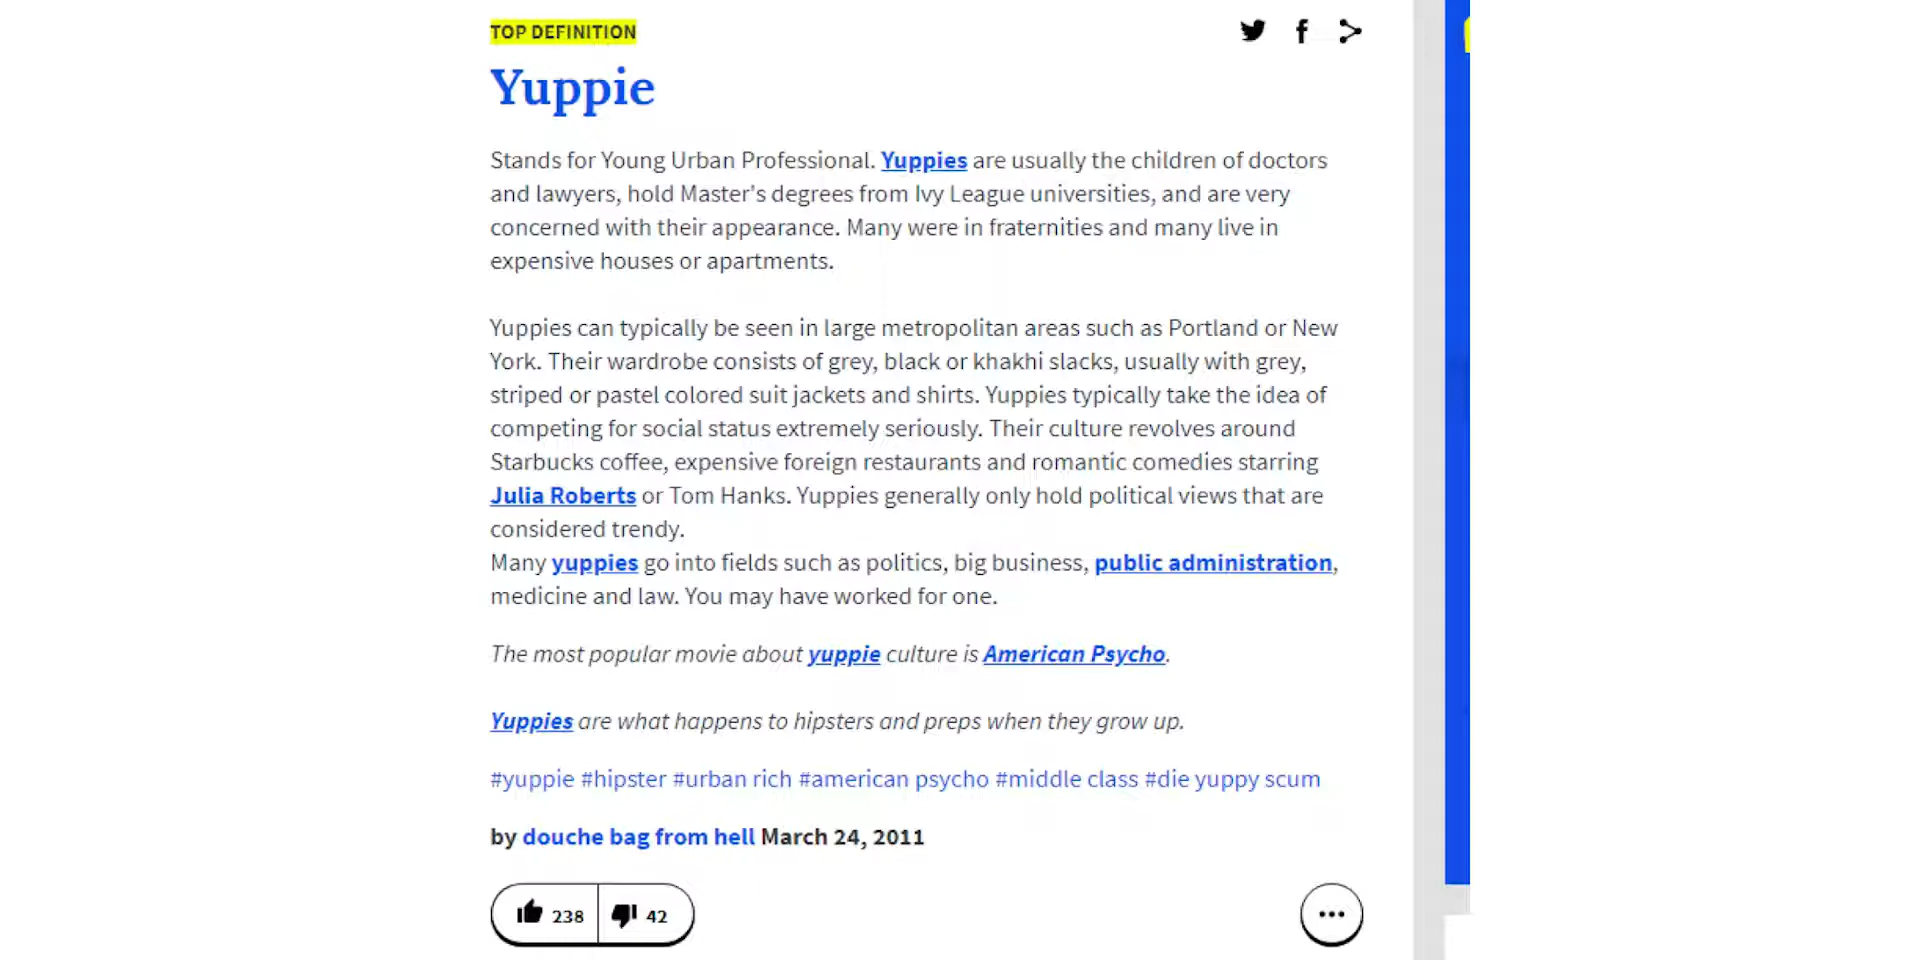 TOP DEFINITION
Yuppie
Stands for Young Urban Professional. Yuppies are usually the children of doctors
and lawyers, hold Master's degrees from Ivy League universities, and are very
concerned with their appearance. Many were in fraternities and many live in
expensive houses or apartments.
Yuppies can typically be seen in large metropolitan areas such as Portland or New
York. Their wardrobe consists of grey, black or khakhi slacks, usually with grey,
striped or pastel colored suit jackets and shirts. Yuppies typically take the idea of
competing for social status extremely seriously. Their culture revolves around
Starbucks coffee, expensive foreign restaurants and romantic comedies starring
Julia Roberts or Tom Hanks. Yuppies generally only hold political views that are
considered trendy.
Many yuppies go into fields such as politics, big business, public administration,
medicine and law. You may have worked for one.
The most popular movie about yuppie culture is American Psycho.
Yuppies are what happens to hipsters and preps when they grow up.
#yuppie #hipster #urban rich #american psycho #middle class #die yuppy scum
by douche bag from hell March 24, 2011
238 42